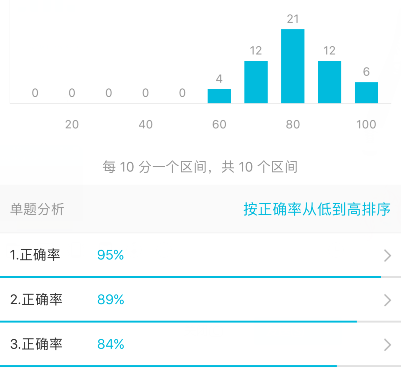 21
12 12
4 6
0 0 0 0 0
20 40 60 80 100
每 10 分一个区间，共 10 个区间
单题分析 按正确率从低到高排序
1.正确率 95%
2.正确率 89%
3.正确率 84%